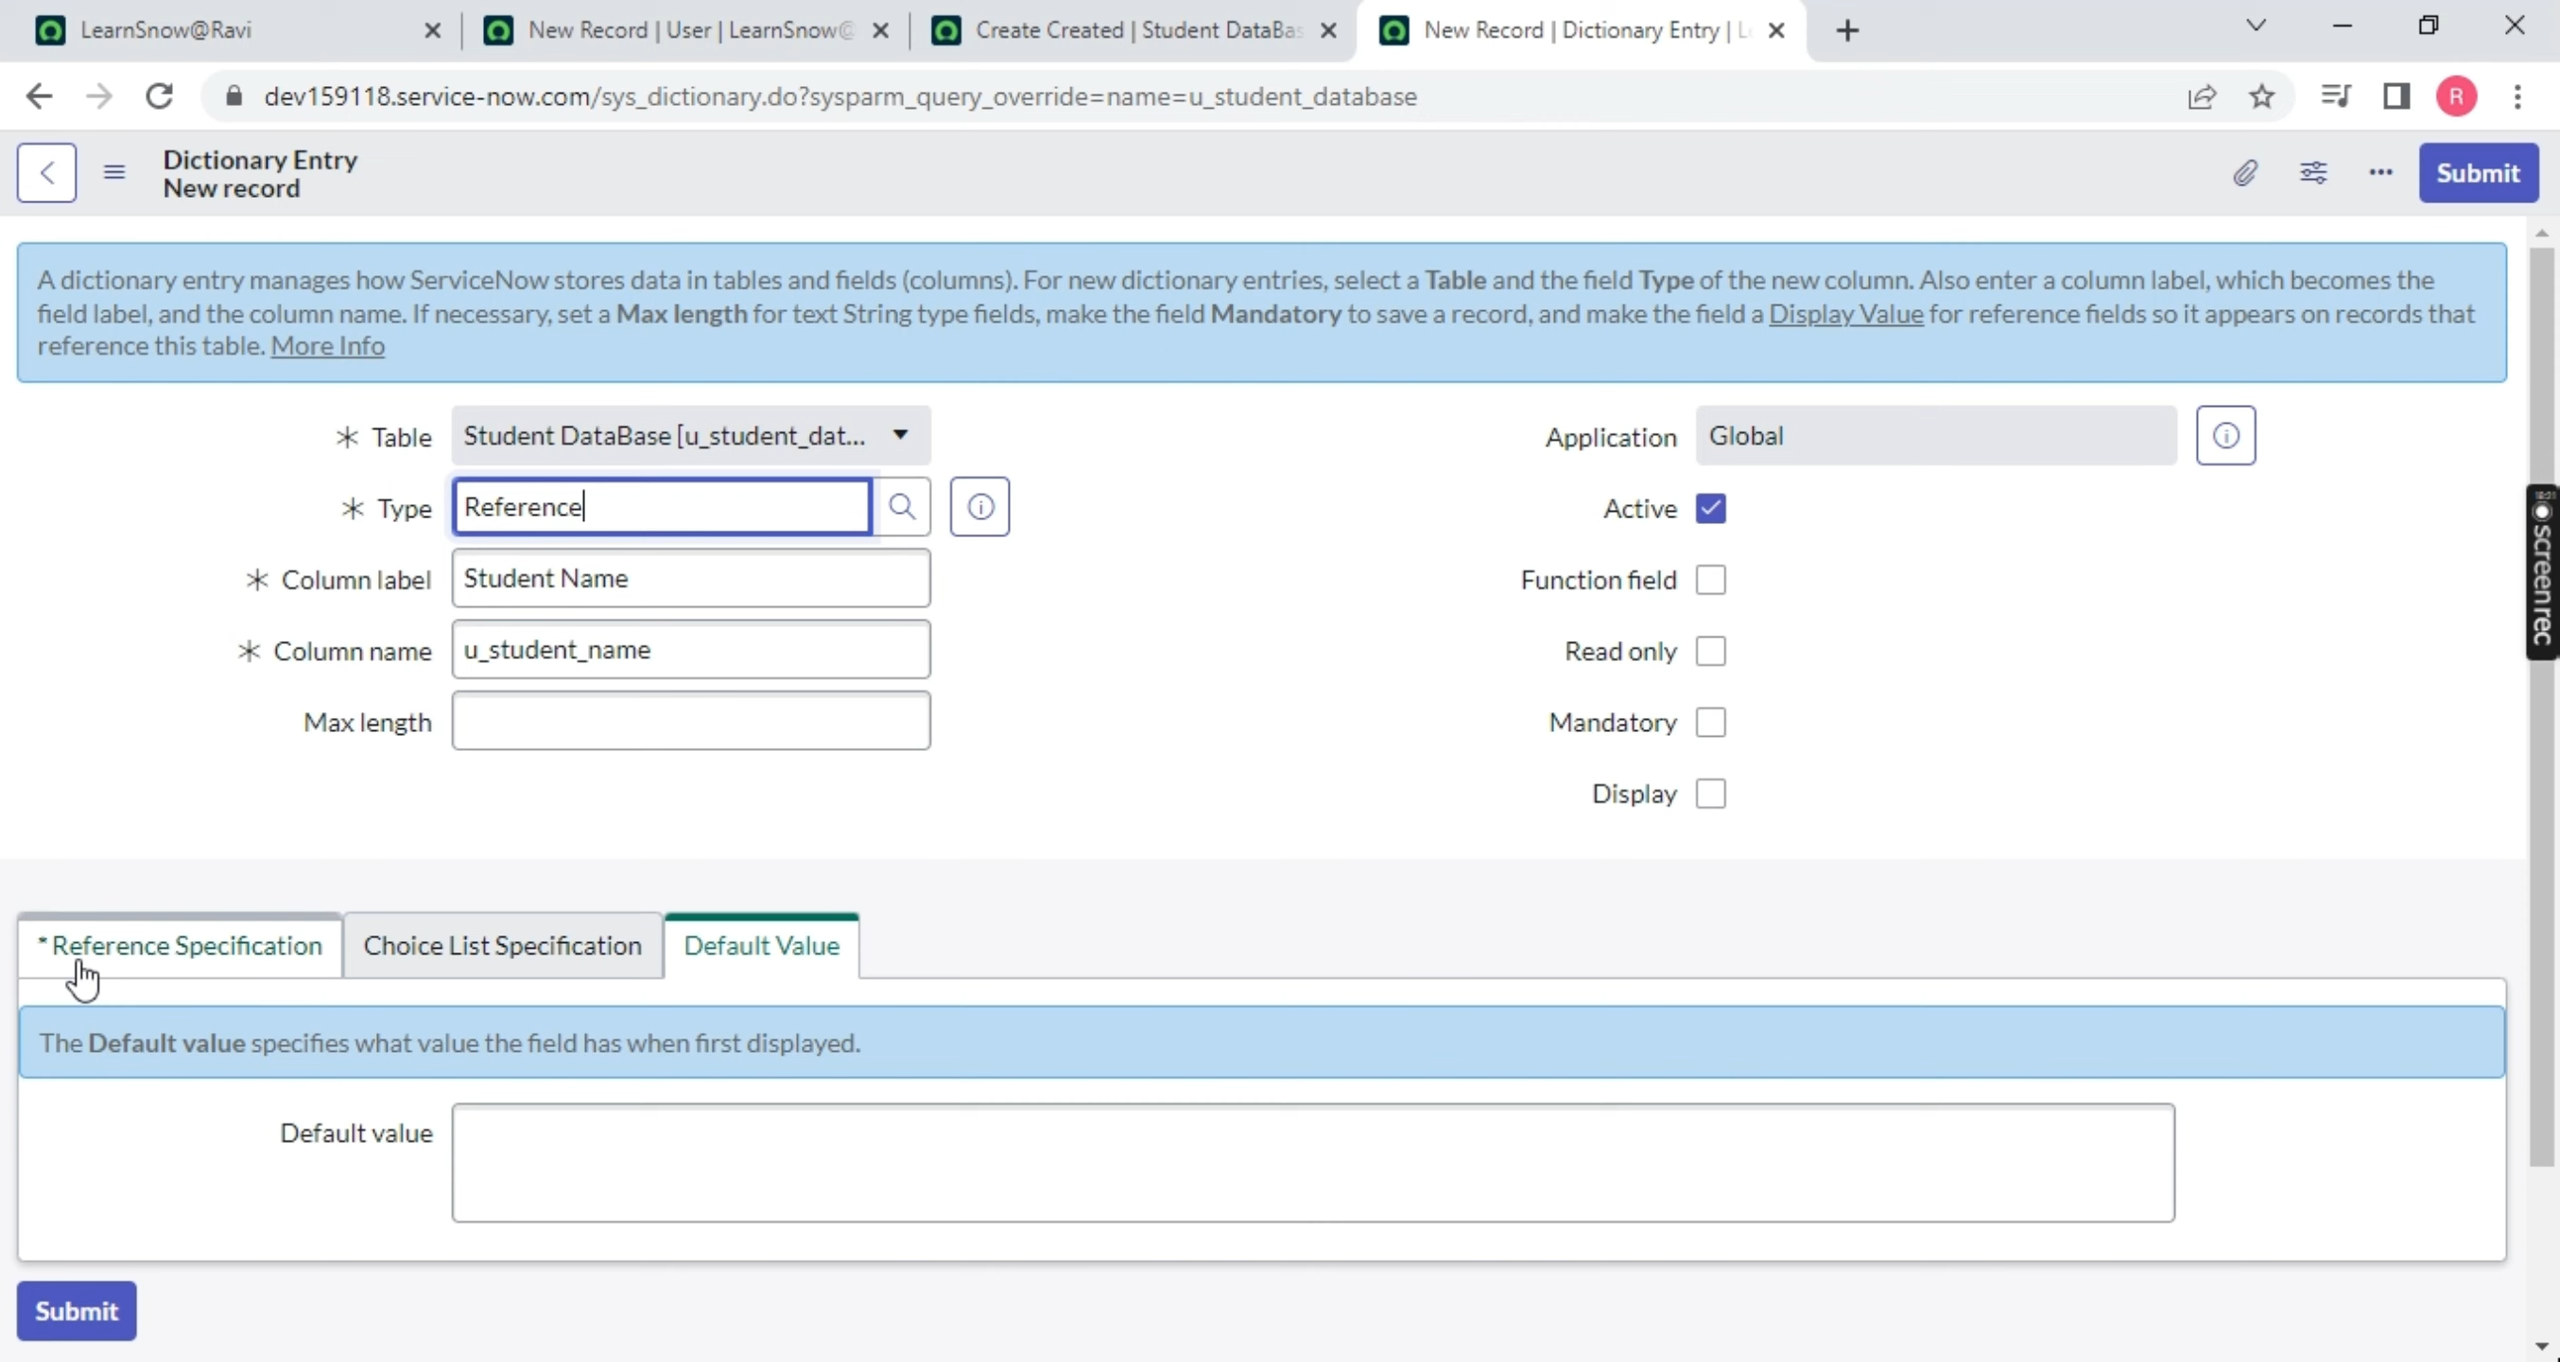 LearnSnow@Ravi
New Record | User | LearnSnow@
Create Created | Student DataBas
New Record | Dictionary Entry | L
dev159118.service-now.com/sys_dictionary.do?sysparm_query_override=name=u_student_database
R
Dictionary Entry
New record
Submit
A dictionary entry manages how ServiceNow stores data in tables and fields (columns). For new dictionary entries, select a Table and the field Type of the new column. Also enter a column label, which becomes the
field label, and the column name. If necessary, set a Max length for text String type fields, make the field Mandatory to save a record, and make the field a Display Value for reference fields so it appears on records that
reference this table. More Info
* Table Student DataBase [u_student_dat...
Application Global
* Type Reference
Active
* Column label Student Name
Function field
* Column name u_student_name
Read only
Max length
Mandatory
Display
screenrec
* Reference Specification
Choice List Specification
Default Value
The Default value specifies what value the field has when first displayed.
Default value
Submit